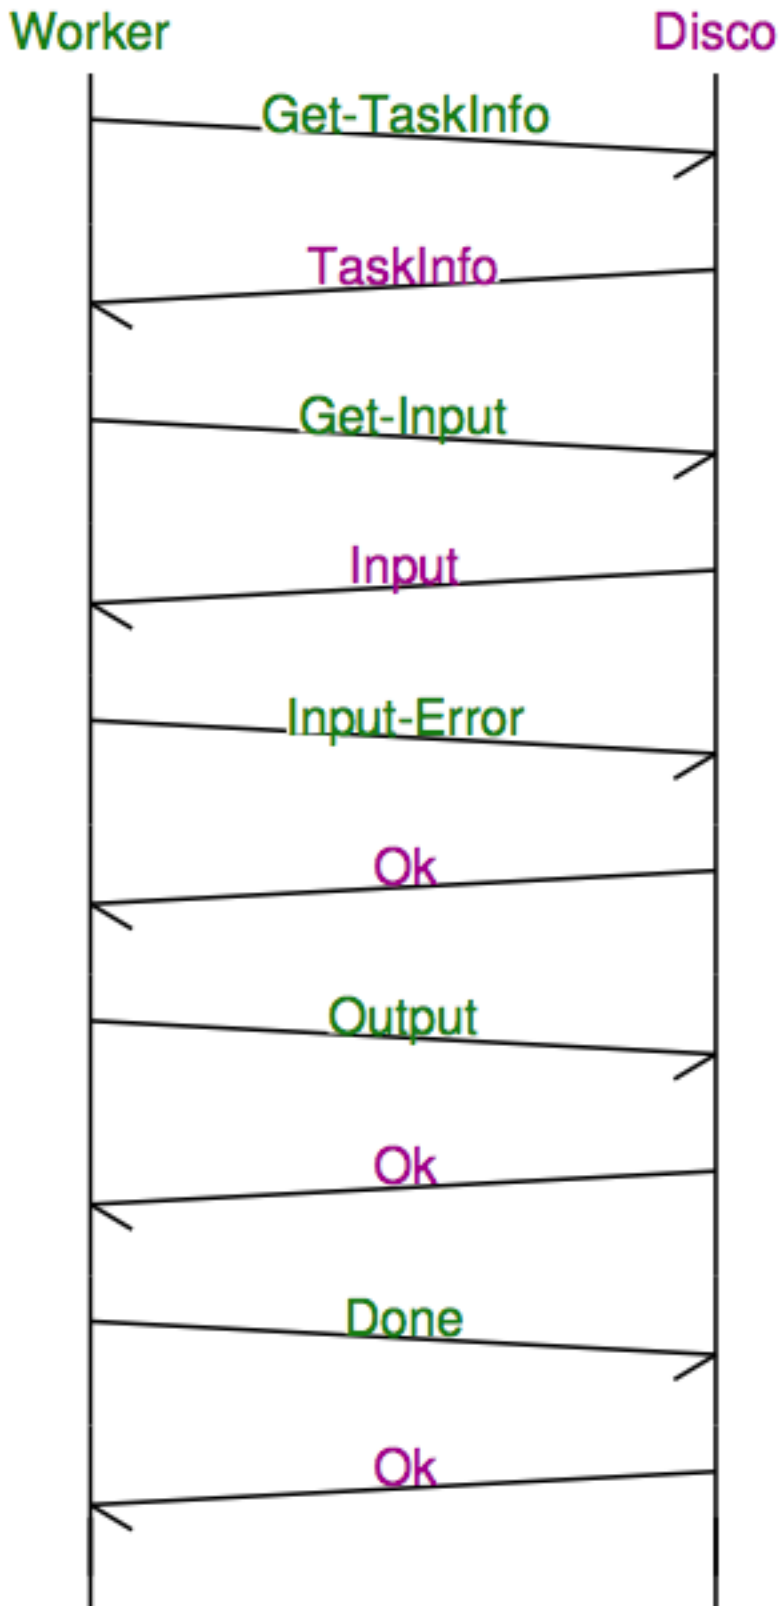 Worker Disco
Get-TaskInfo
TaskInfo
Get-Input
Input
Input-Error
Ok
Output
Ok
Done
Ok